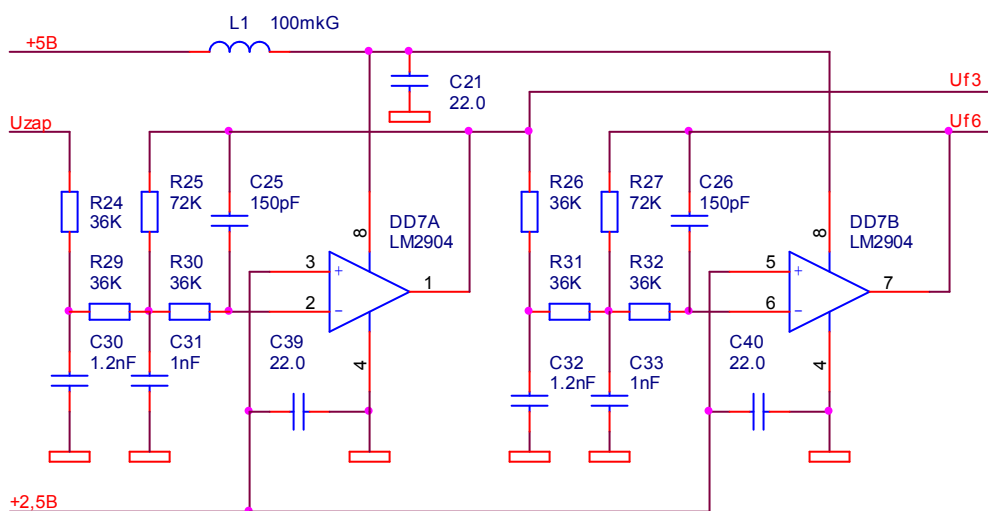 L1 100mkG
+5B
C21
22.0
Uf3
Uzap
Uf6
R24
36K
R25
72K
C25
150pF
R26
36K
R27
72K
C26
150pF
DD7A
LM2904
DD7B
LM2904
8
8
3
+
1
2
−
5
+
7
6
−
R29
36K
R30
36K
R31
36K
R32
36K
C30
1.2nF
C31
1nF
C39
22.0
4
C32
1.2nF
C33
1nF
C40
22.0
4
+2,5B